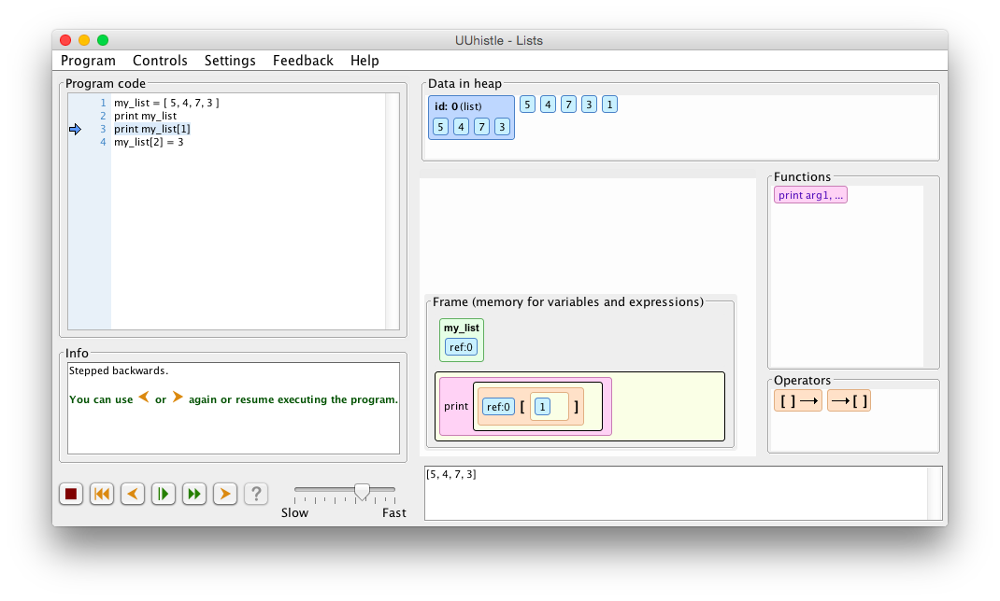 UUhistle - Lists
Program Controls Settings Feedback Help
Program code
1 my_list = [ 5, 4, 7, 3 ]
2 print my_list
3 print my_list[1]
4 my_list[2] = 3
Info
Stepped backwards.
You can use or again or resume executing the program.
?
Slow Fast
Data in heap
id: 0 (list)
5 4 7 3
5 4 7 3 1
Frame (memory for variables and expressions)
my_list
ref:0
print ref:0 [ 1 ]
Functions
print arg1, ...
Operators
[ ] → → [ ]
[5, 4, 7, 3]